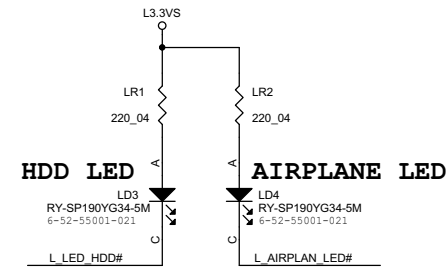 L3.3VS
LR1
220_04
LR2
220_04
HDD LED
A
LD3
RY-SP190YG34-5M
6-52-55001-021
C
L_LED_HDD#
A
AIRPLANE LED
LD4
RY-SP190YG34-5M
6-52-55001-021
C
L_AIRPLAN_LED#